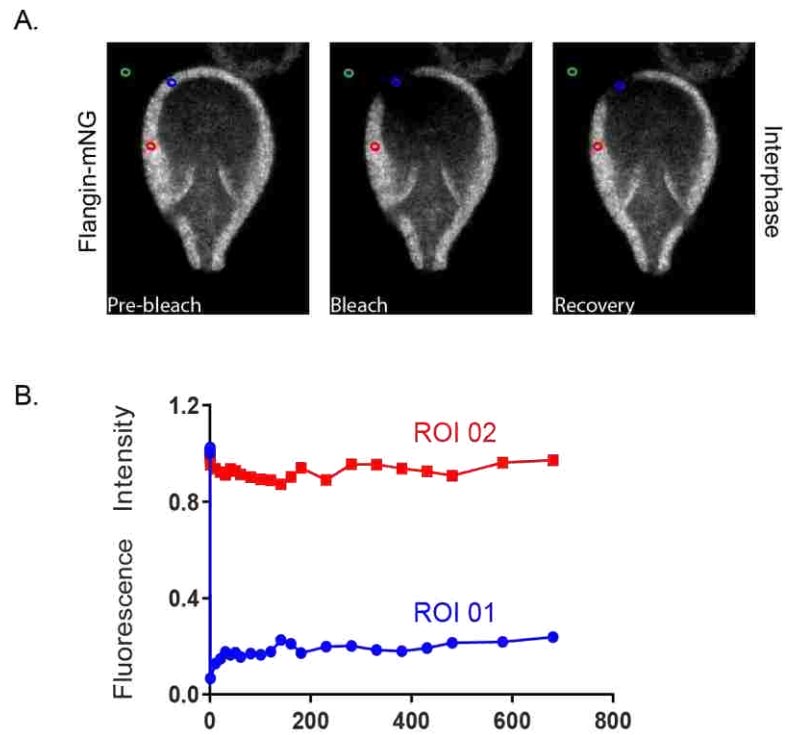 A.
Flangin-mNG
Pre-bleach
Bleach
Recovery
Interphase
B.
Fluorescence Intensity
1.2
0.8
0.4
0.0
ROI 02
ROI 01
0
200
400
600
800